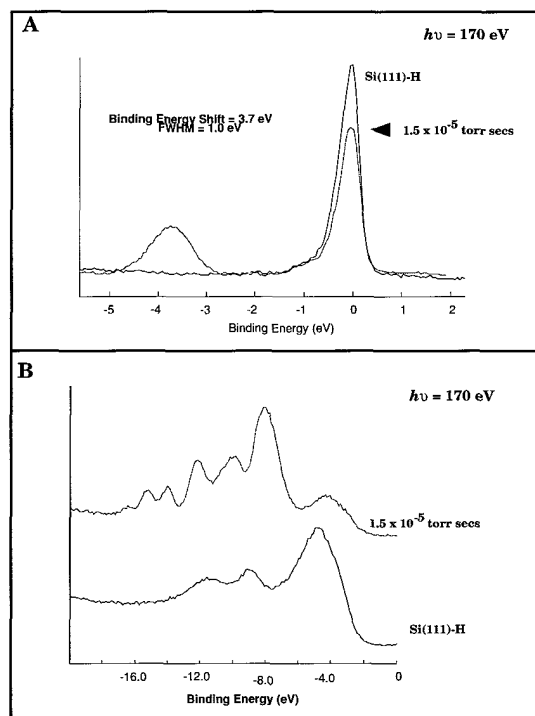 A
hυ = 170 eV
Si(111)-H
Binding Energy Shift = 3.7 eV
FWHM = 1.0 eV
1.5 x 10⁻⁵ torr secs
-5 -4 -3 -2 -1 0 1 2
Binding Energy (eV)
B
hυ = 170 eV
1.5 x 10⁻⁵ torr secs
Si(111)-H
-16.0 -12.0 -8.0 -4.0 0
Binding Energy (eV)